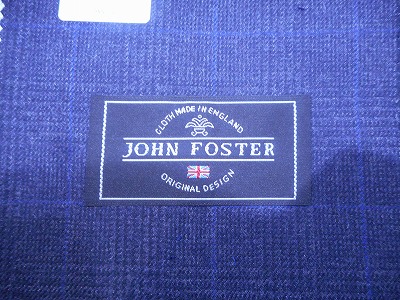 CLOTH MADE IN ENGLAND
JOHN FOSTER
ORIGINAL DESIGN